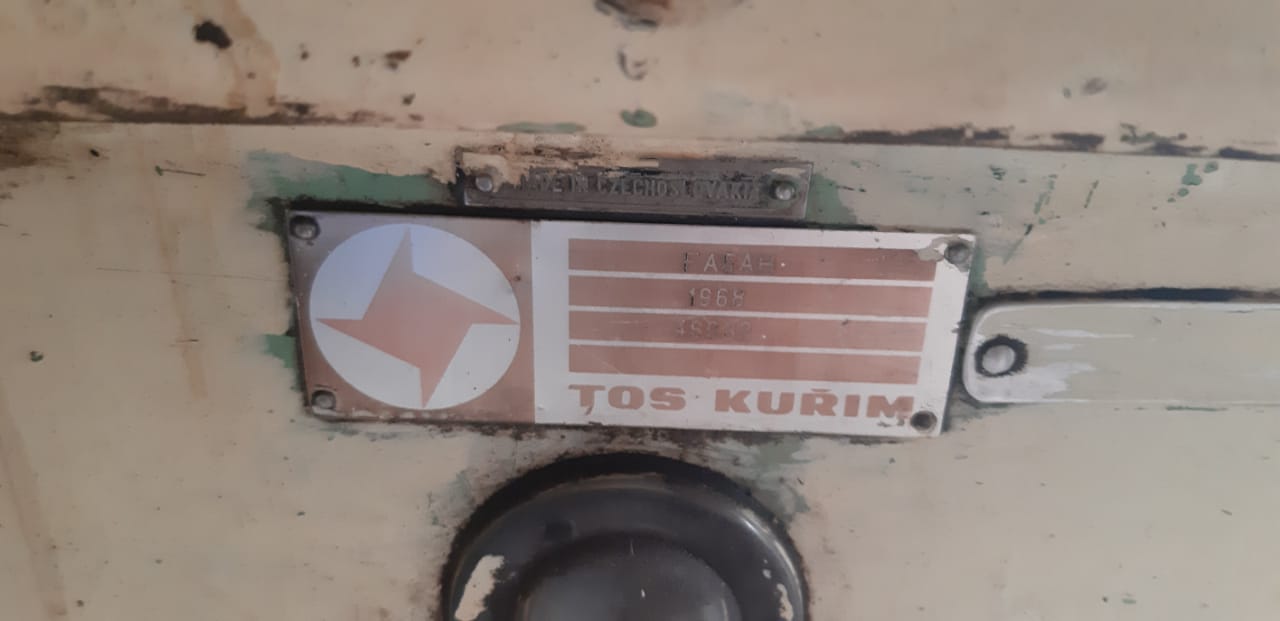 MADE IN CZECHOSLOVAKIA
FA5AH
1968
TOS KUŘIM